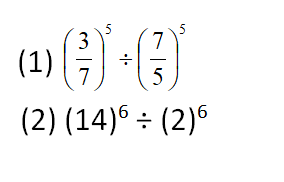 (1) (3/7)⁵ ÷ (7/5)⁵
(2) (14)⁶ ÷ (2)⁶